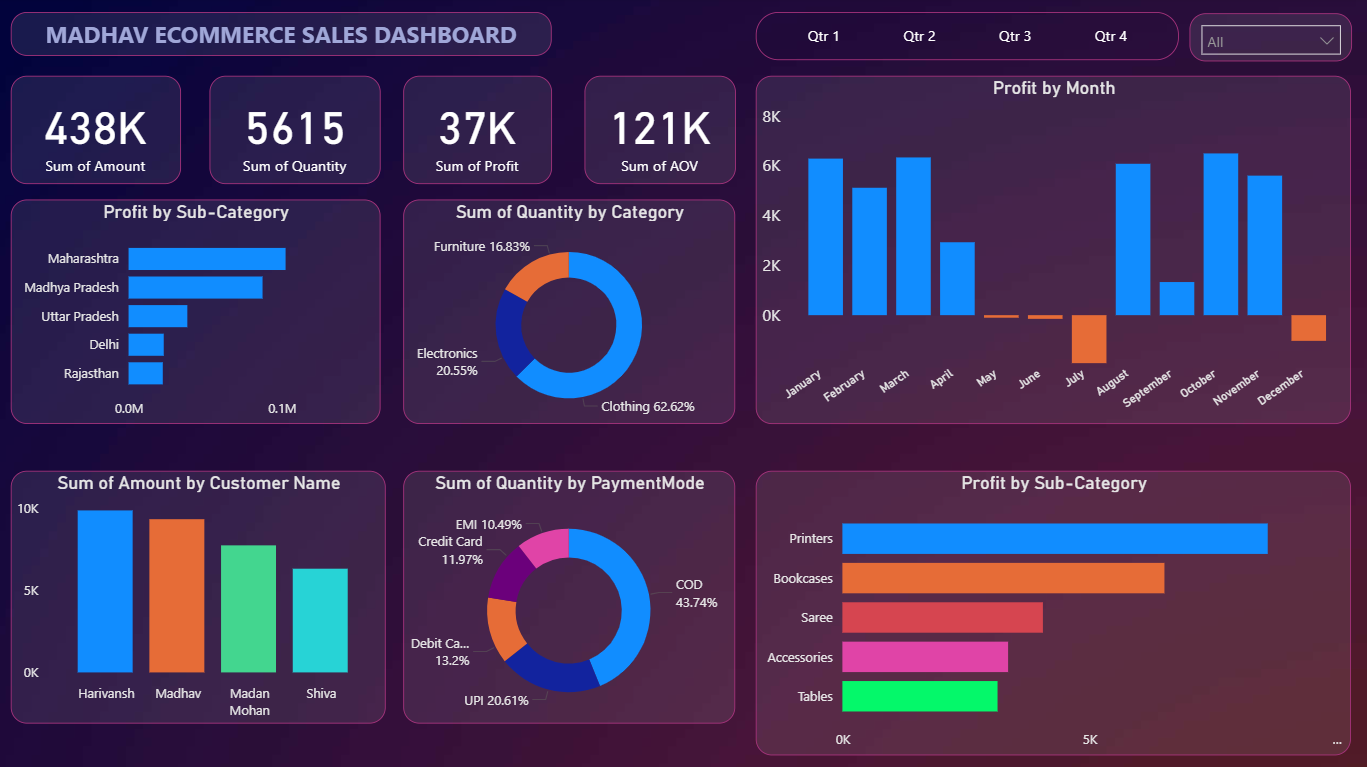 MADHAV ECOMMERCE SALES DASHBOARD
Qtr 1 Qtr 2 Qtr 3 Qtr 4
All
438K
Sum of Amount
5615
Sum of Quantity
37K
Sum of Profit
121K
Sum of AOV
Profit by Month
8K
6K
4K
2K
0K
January February March April May June July August September October November December
Profit by Sub-Category
Maharashtra
Madhya Pradesh
Uttar Pradesh
Delhi
Rajasthan
0.0M 0.1M
Sum of Quantity by Category
Furniture 16.83%
Electronics
20.55%
Clothing 62.62%
Sum of Amount by Customer Name
10K
5K
0K
Harivansh Madhav Madan Shiva
Mohan
Sum of Quantity by PaymentMode
EMI 10.49%
Credit Card
11.97%
COD
43.74%
Debit Ca...
13.2%
UPI 20.61%
Profit by Sub-Category
Printers
Bookcases
Saree
Accessories
Tables
0K 5K ...